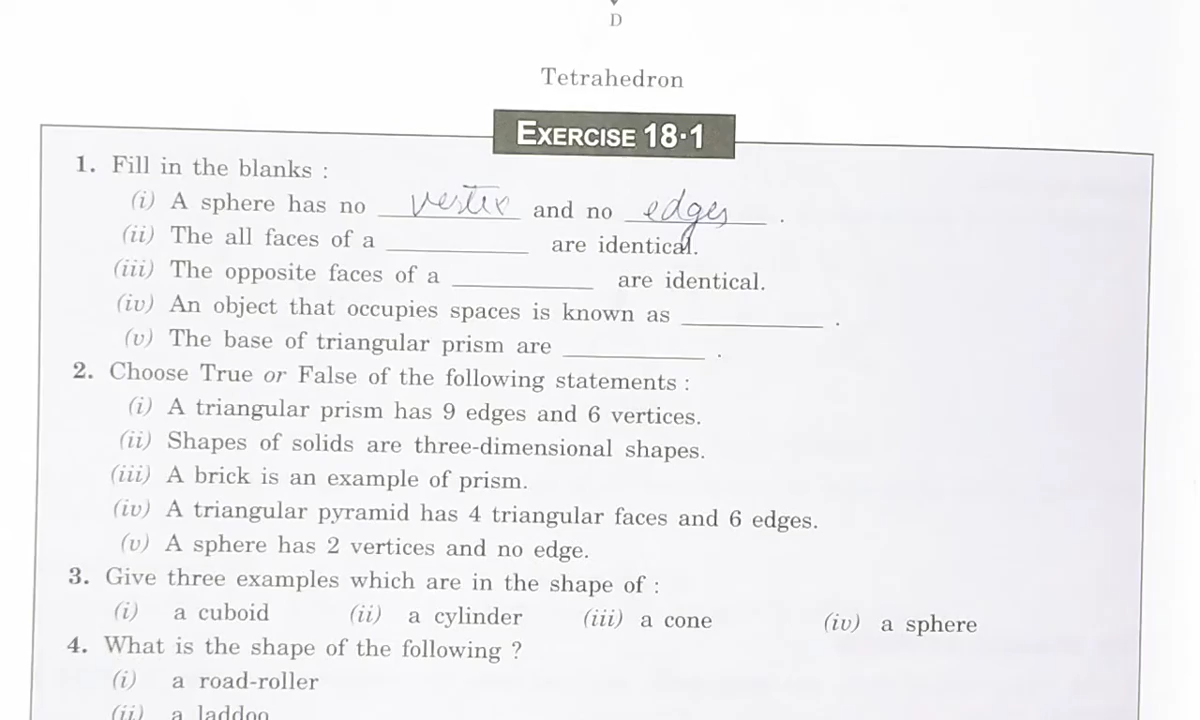 D
Tetrahedron
EXERCISE 18·1
1. Fill in the blanks :
(i) A sphere has no vertix and no edges .
(ii) The all faces of a __________ are identical.
(iii) The opposite faces of a __________ are identical.
(iv) An object that occupies spaces is known as __________ .
(v) The base of triangular prism are __________ .
2. Choose True or False of the following statements :
(i) A triangular prism has 9 edges and 6 vertices.
(ii) Shapes of solids are three-dimensional shapes.
(iii) A brick is an example of prism.
(iv) A triangular pyramid has 4 triangular faces and 6 edges.
(v) A sphere has 2 vertices and no edge.
3. Give three examples which are in the shape of :
(i) a cuboid (ii) a cylinder (iii) a cone (iv) a sphere
4. What is the shape of the following ?
(i) a road-roller
(ii) a laddoo